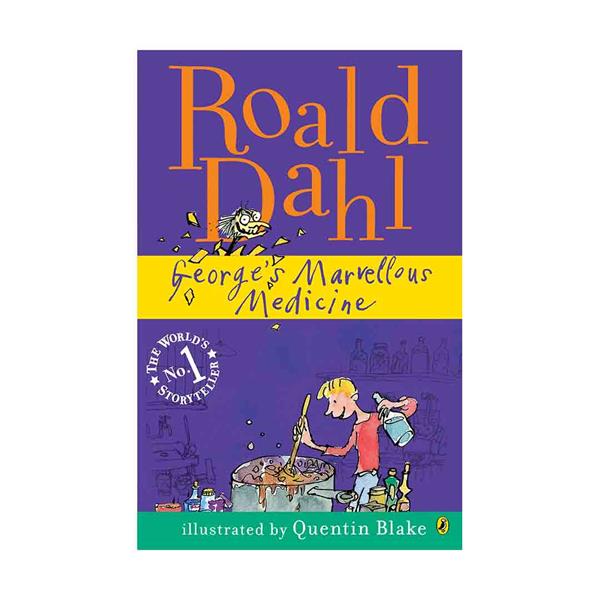 Roald
Dahl
George's Marvellous
Medicine
THE WORLD'S
No.1
STORYTELLER
illustrated by Quentin Blake